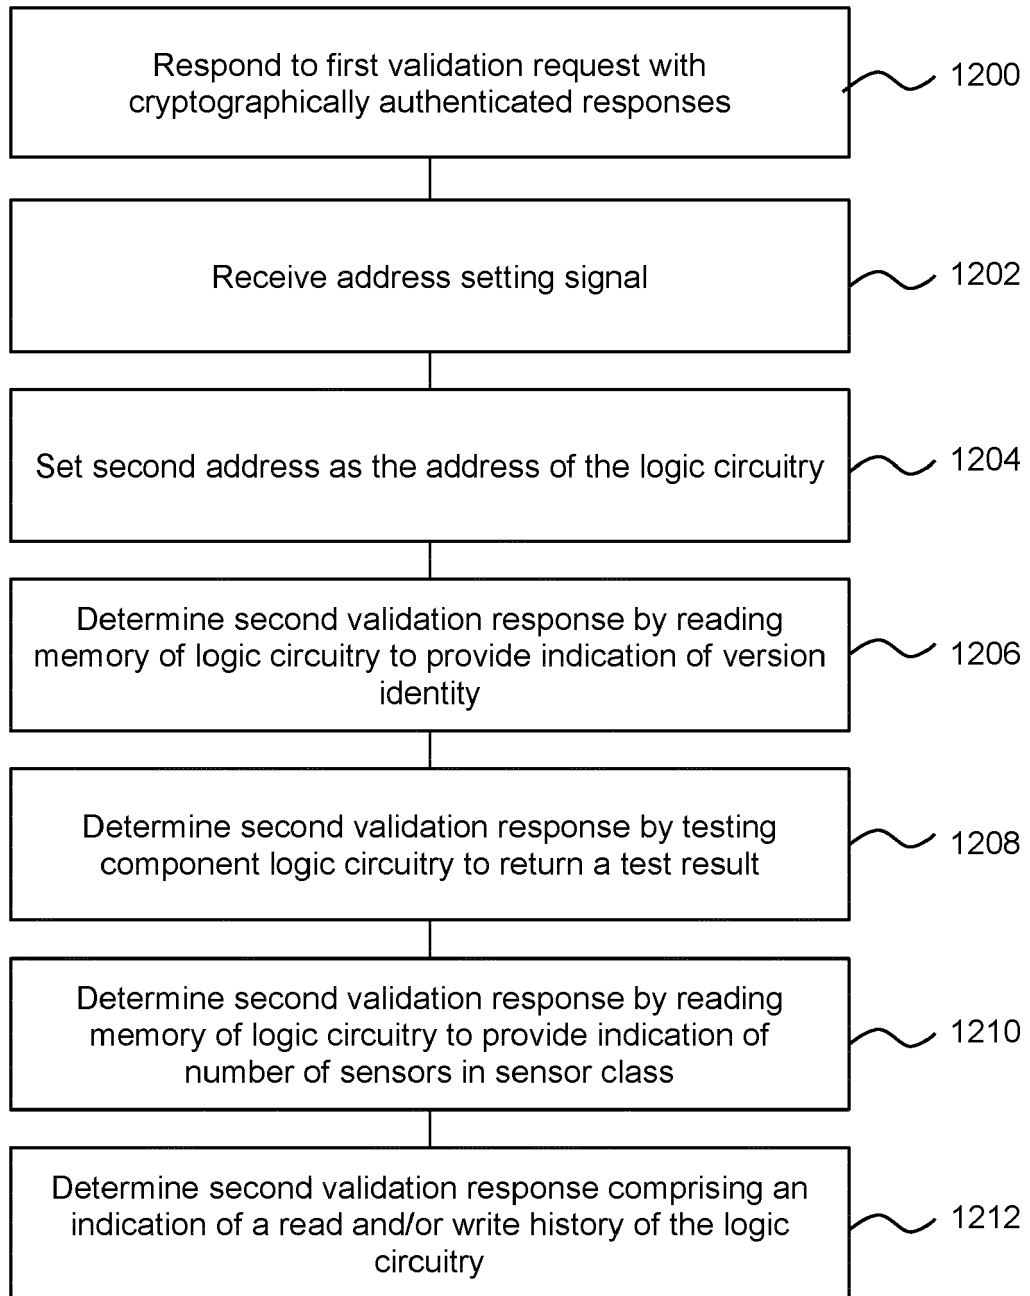 Respond to first validation request with
cryptographically authenticated responses
1200
Receive address setting signal
1202
Set second address as the address of the logic circuitry
1204
Determine second validation response by reading
memory of logic circuitry to provide indication of version
identity
1206
Determine second validation response by testing
component logic circuitry to return a test result
1208
Determine second validation response by reading
memory of logic circuitry to provide indication of
number of sensors in sensor class
1210
Determine second validation response comprising an
indication of a read and/or write history of the logic
circuitry
1212